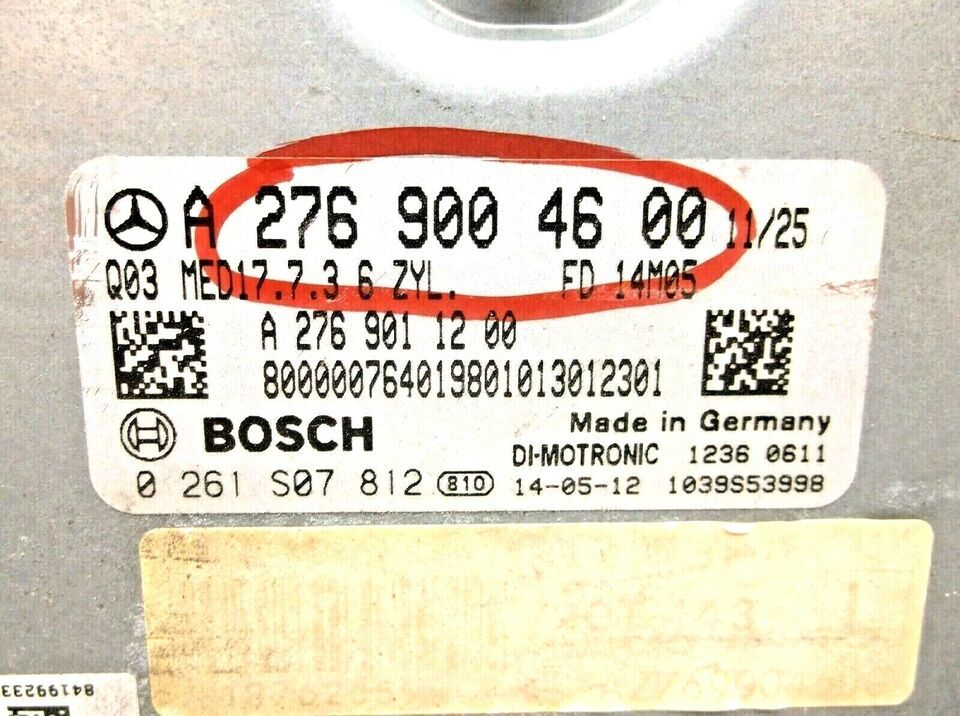 A 276 900 46 00 11/25
Q03 MED17.7.3 6 ZYL. FD 14M05
A 276 901 12 00
800000764019801013012301
BOSCH Made in Germany
DI-MOTRONIC 1236 0611
0 261 S07 812 810 14-05-12 1039S53998
84199233